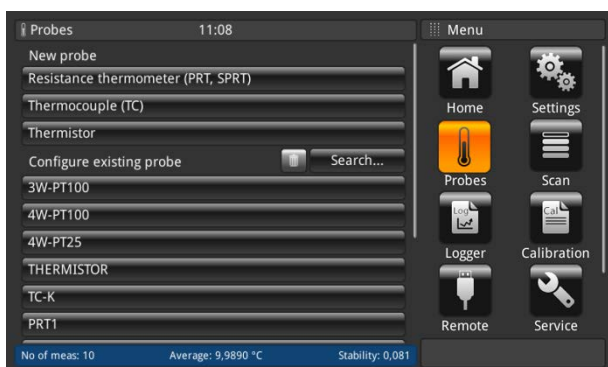 Probes 11:08
New probe
Resistance thermometer (PRT, SPRT)
Thermocouple (TC)
Thermistor
Configure existing probe Search...
3W-PT100
4W-PT100
4W-PT25
THERMISTOR
TC-K
PRT1
No of meas: 10 Average: 9,9890 °C Stability: 0,081
Menu
Home Settings
Probes Scan
Log Cal
Logger Calibration
Remote Service